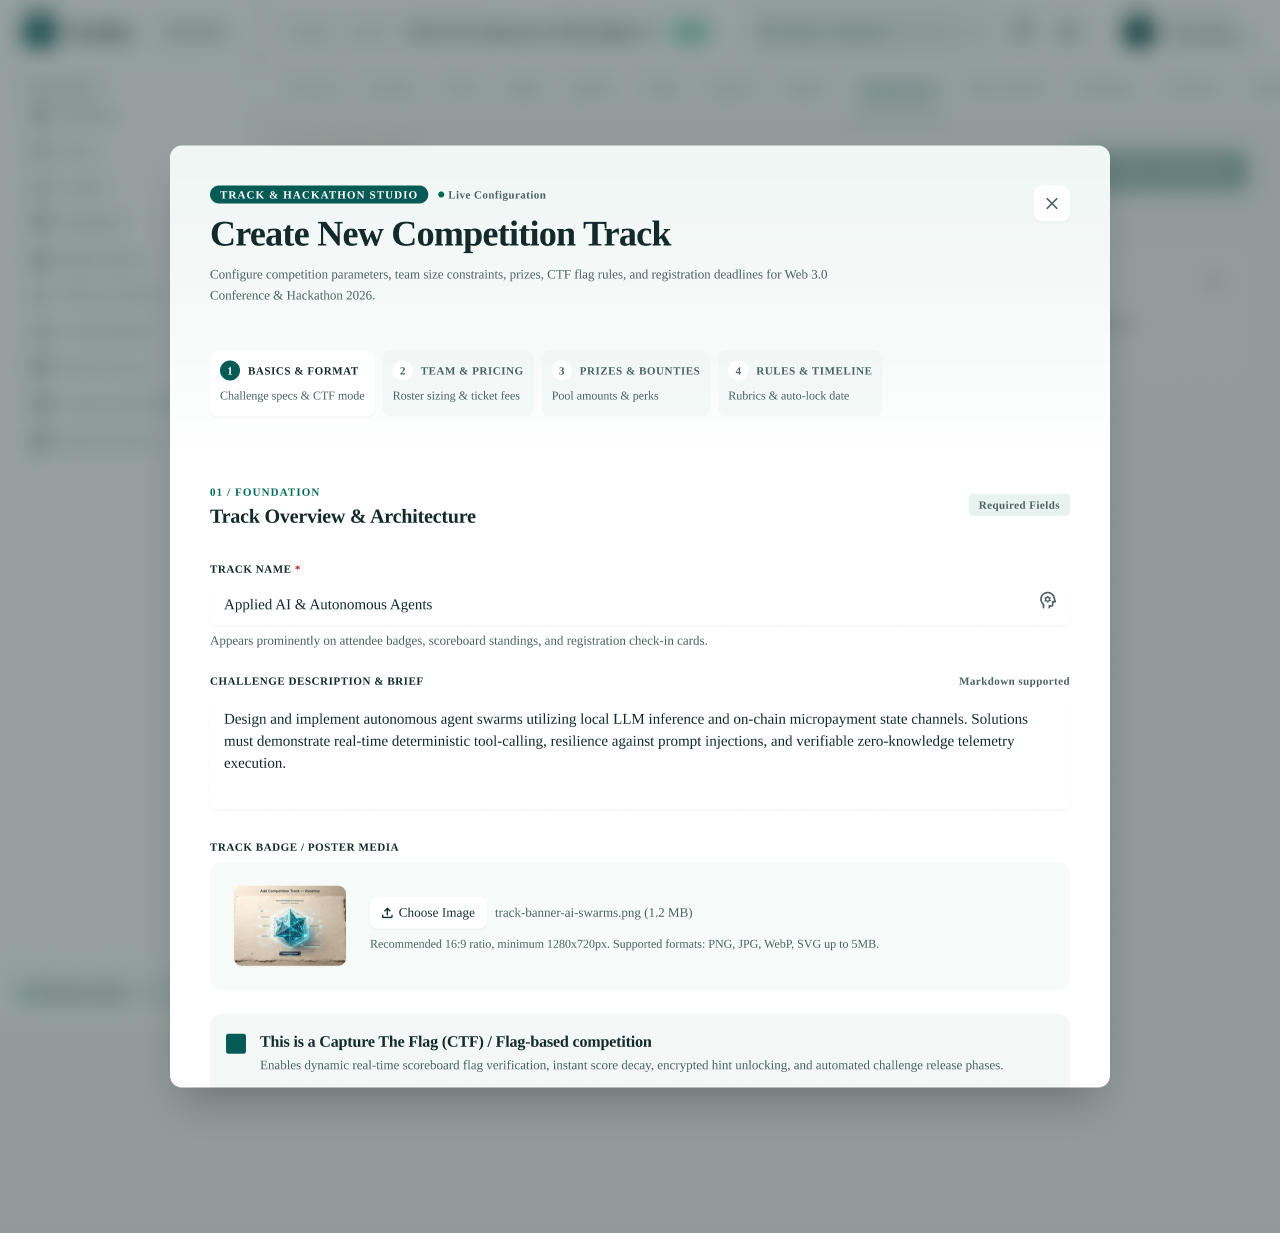 TRACK & HACKATHON STUDIO
Live Configuration
Create New Competition Track
Configure competition parameters, team size constraints, prizes, CTF flag rules, and registration deadlines for Web 3.0
Conference & Hackathon 2026.
1 BASICS & FORMAT
Challenge specs & CTF mode
2 TEAM & PRICING
Roster sizing & ticket fees
3 PRIZES & BOUNTIES
Pool amounts & perks
4 RULES & TIMELINE
Rubrics & auto-lock date
01 / FOUNDATION
Track Overview & Architecture
Required Fields
TRACK NAME *
Applied AI & Autonomous Agents
Appears prominently on attendee badges, scoreboard standings, and registration check-in cards.
CHALLENGE DESCRIPTION & BRIEF
Markdown supported
Design and implement autonomous agent swarms utilizing local LLM inference and on-chain micropayment state channels. Solutions
must demonstrate real-time deterministic tool-calling, resilience against prompt injections, and verifiable zero-knowledge telemetry
execution.
TRACK BADGE / POSTER MEDIA
Choose Image
track-banner-ai-swarms.png (1.2 MB)
Recommended 16:9 ratio, minimum 1280x720px. Supported formats: PNG, JPG, WebP, SVG up to 5MB.
This is a Capture The Flag (CTF) / Flag-based competition
Enables dynamic real-time scoreboard flag verification, instant score decay, encrypted hint unlocking, and automated challenge release phases.